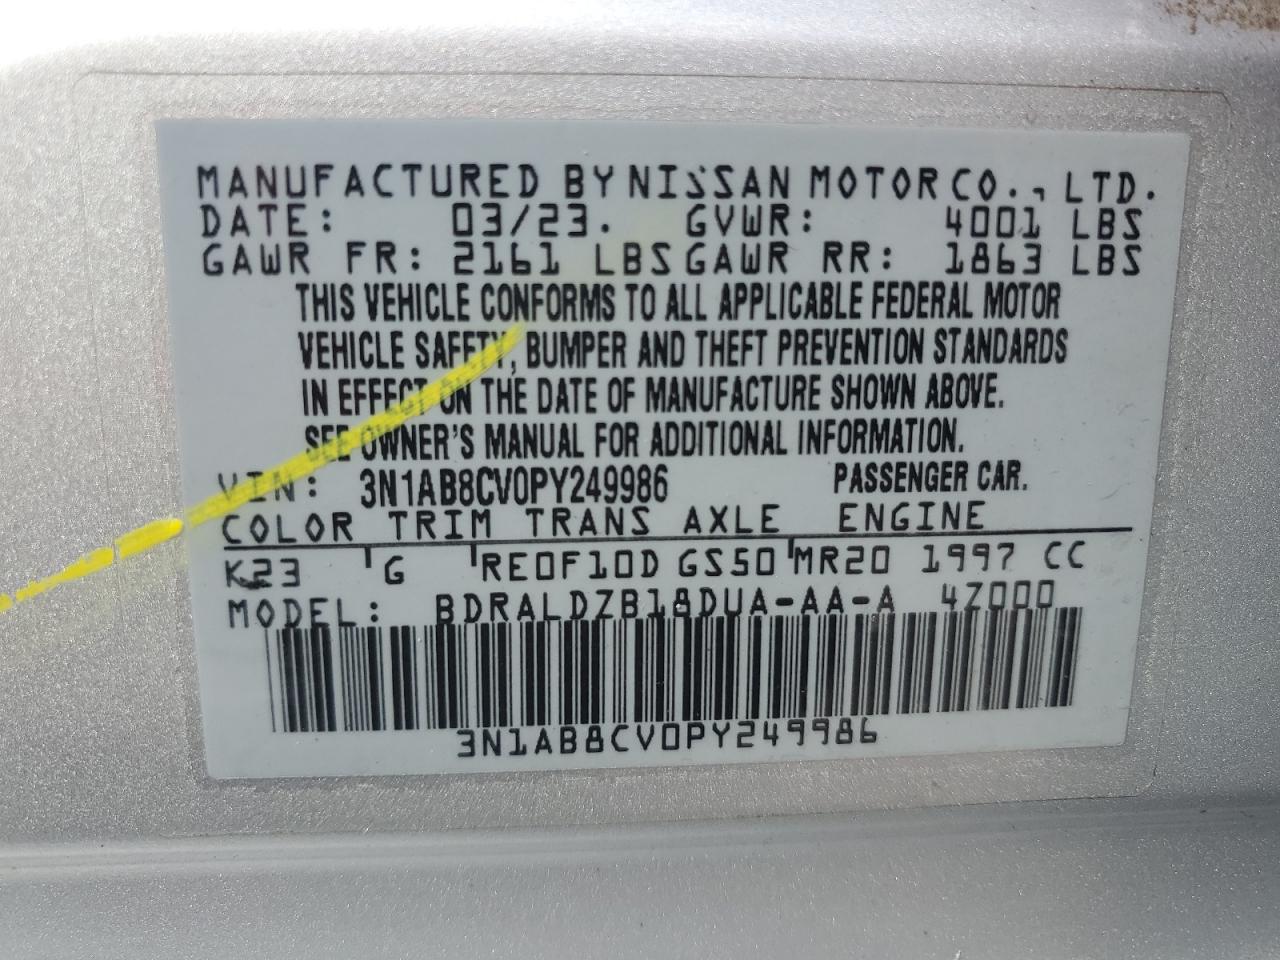 MANUFACTURED BY NISSAN MOTOR CO., LTD.
DATE: 03/23. GVWR: 4001 LBS
GAWR FR: 2161 LBS GAWR RR: 1863 LBS
THIS VEHICLE CONFORMS TO ALL APPLICABLE FEDERAL MOTOR
VEHICLE SAFETY, BUMPER AND THEFT PREVENTION STANDARDS
IN EFFECT ON THE DATE OF MANUFACTURE SHOWN ABOVE.
SEE OWNER'S MANUAL FOR ADDITIONAL INFORMATION.
VIN: 3N1AB8CV0PY249986 PASSENGER CAR.
COLOR TRIM TRANS AXLE ENGINE
K23 G RE0F10D GS50 MR20 1997 CC
MODEL: BDRALDZB18DUA-AA-A 4Z000
3N1AB8CV0PY249986